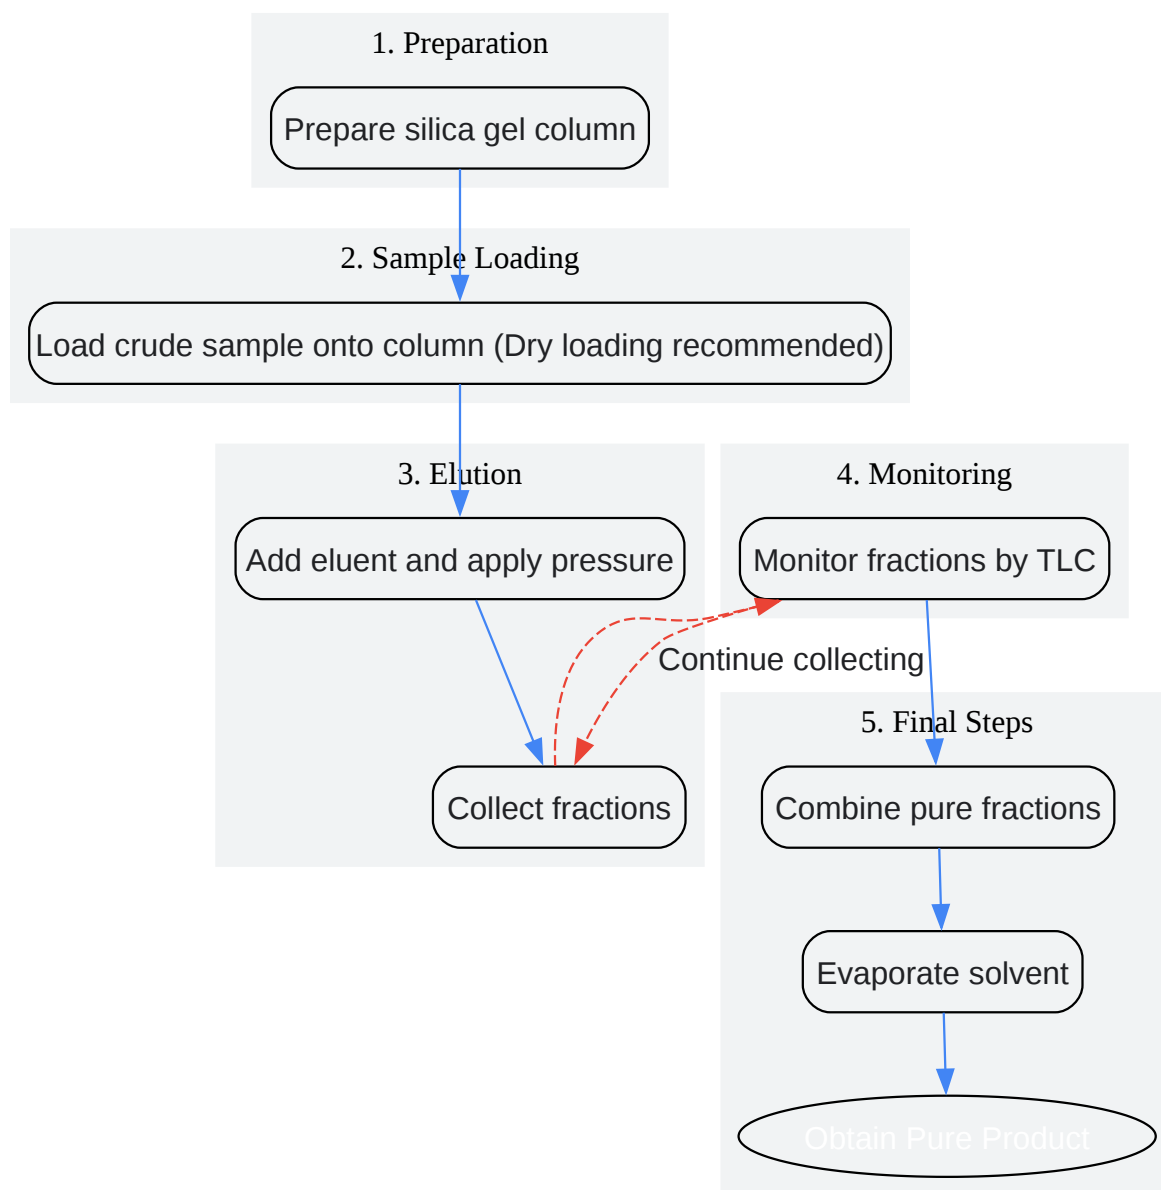 1. Preparation
Prepare silica gel column
2. Sample Loading
Load crude sample onto column (Dry loading recommended)
3. Elution
Add eluent and apply pressure
4. Monitoring
Monitor fractions by TLC
Continue collecting
Collect fractions
5. Final Steps
Combine pure fractions
Evaporate solvent
Obtain Pure Product